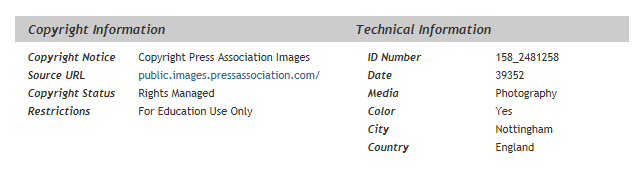 Copyright Information
Copyright Notice Copyright Press Association Images
Source URL public.images.pressassociation.com/
Copyright Status Rights Managed
Restrictions For Education Use Only
Technical Information
ID Number 158_2481258
Date 39352
Media Photography
Color Yes
City Nottingham
Country England